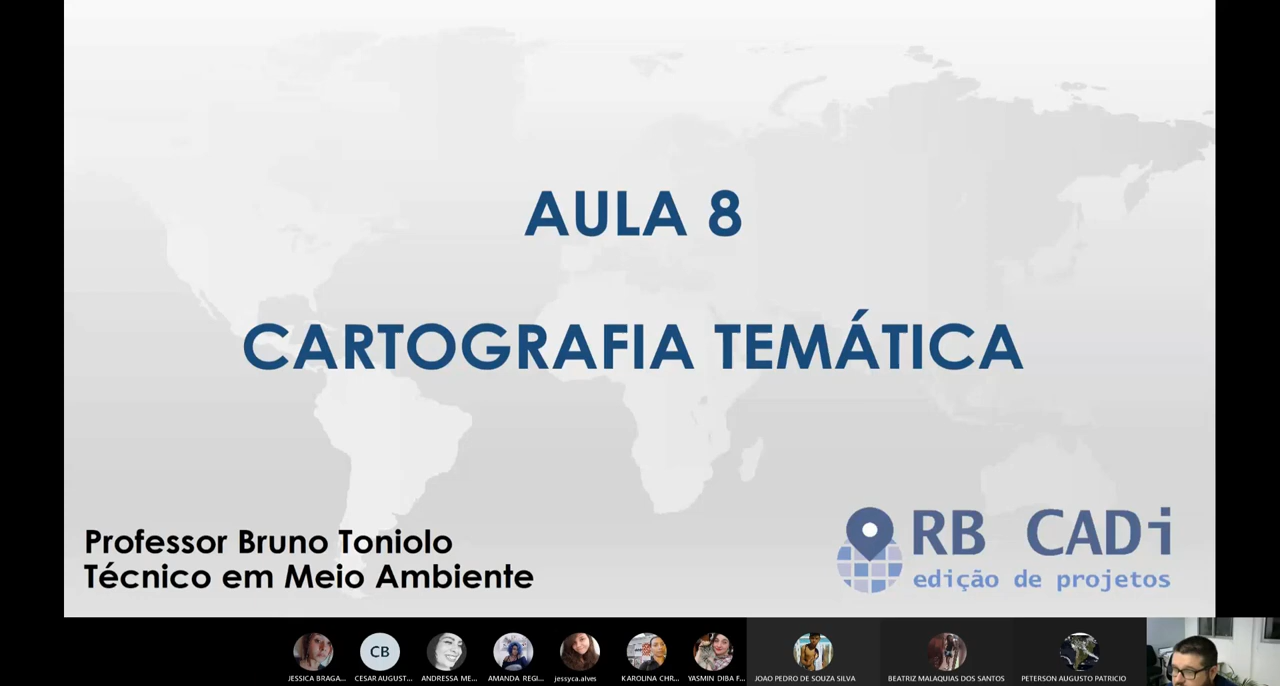 AULA 8
CARTOGRAFIA TEMÁTICA
Professor Bruno Toniolo
Técnico em Meio Ambiente
RB CADi
edição de projetos
CB
JESSICA BRAGA...
CESAR AUGUST...
ANDRESSA ME...
AMANDA REGI...
jessyca.alves
KAROLINA CHR...
YASMIN DIBA F...
JOAO PEDRO DE SOUZA SILVA
BEATRIZ MALAQUIAS DOS SANTOS
PETERSON AUGUSTO PATRICIO